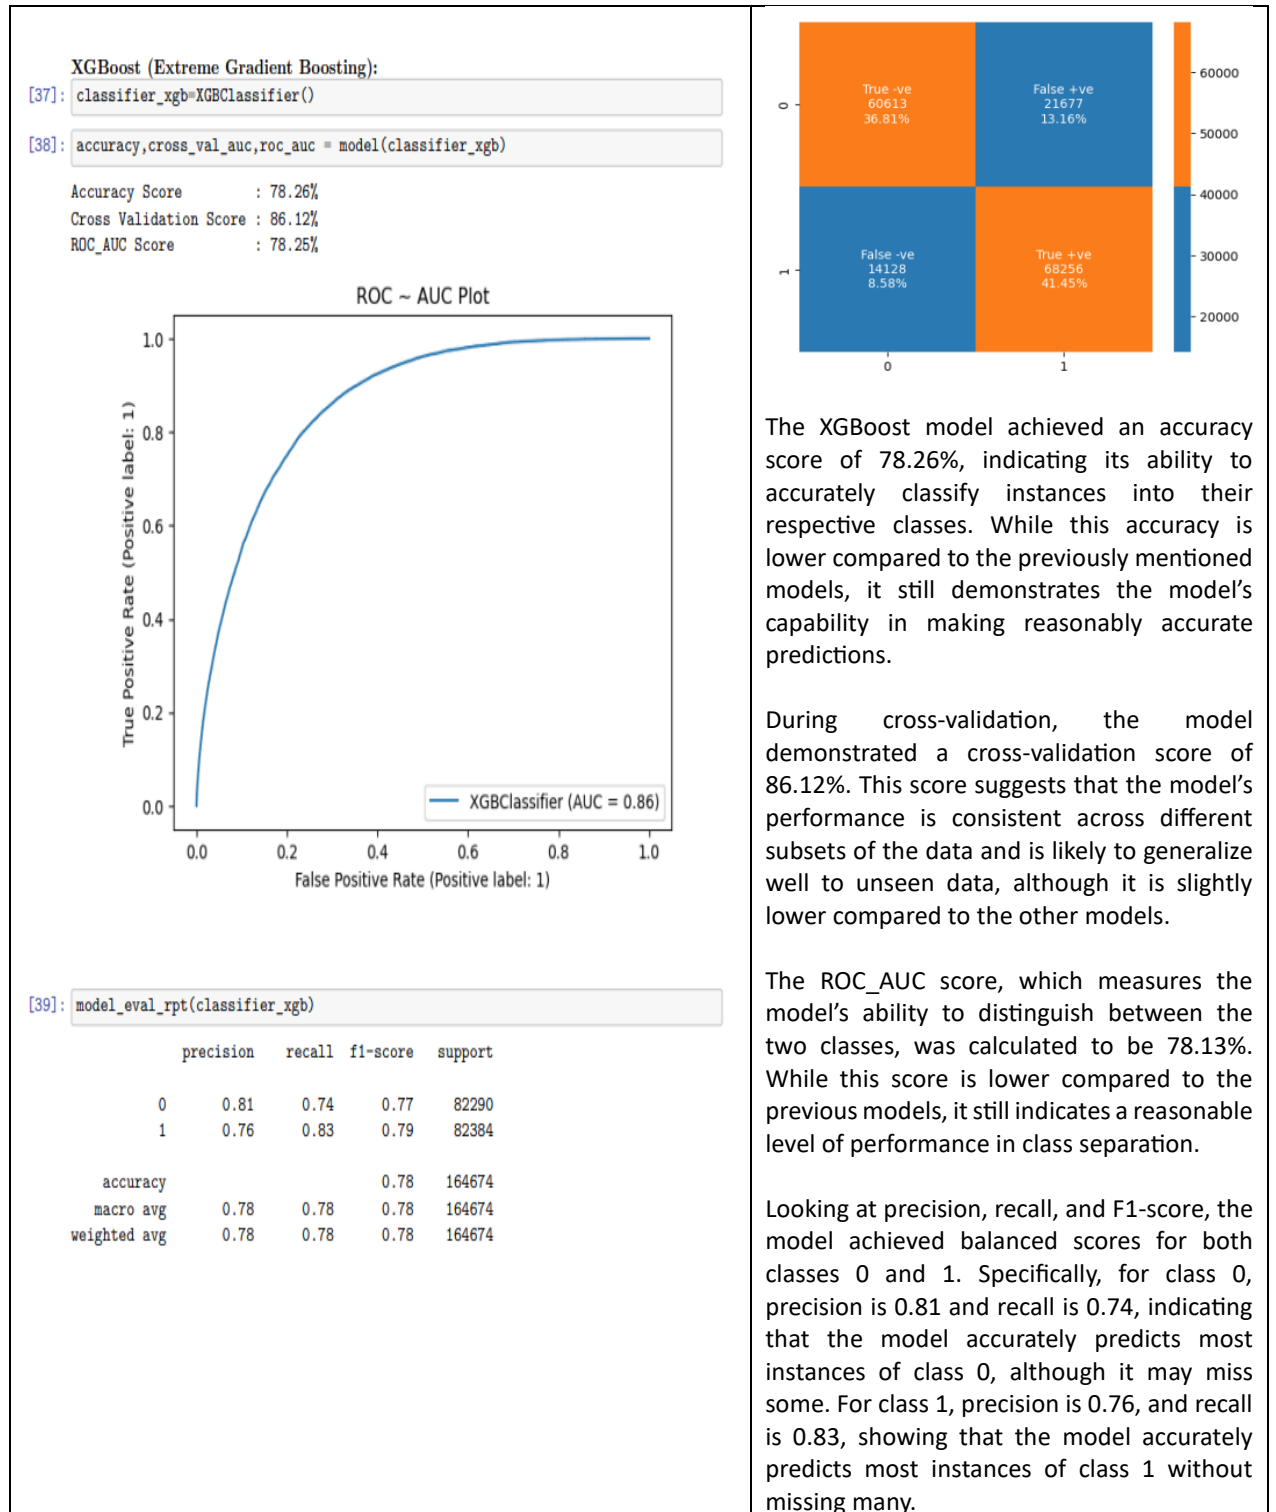 XGBoost (Extreme Gradient Boosting):
[37]: classifier_xgb=XGBClassifier()
[38]: accuracy,cross_val_auc,roc_auc = model(classifier_xgb)
Accuracy Score : 78.26%
Cross Validation Score : 86.12%
ROC_AUC Score : 78.25%
ROC ~ AUC Plot
True Positive Rate (Positive label: 1)
1.0
0.8
0.6
0.4
0.2
0.0
XGBClassifier (AUC = 0.86)
0.0 0.2 0.4 0.6 0.8 1.0
False Positive Rate (Positive label: 1)
[39]: model_eval_rpt(classifier_xgb)
precision recall f1-score support
0 0.81 0.74 0.77 82290
1 0.76 0.83 0.79 82384
accuracy 0.78 164674
macro avg 0.78 0.78 0.78 164674
weighted avg 0.78 0.78 0.78 164674
0
True -ve
60613
36.81%
False +ve
21677
13.16%
1
False -ve
14128
8.58%
True +ve
68256
41.45%
0 1
60000
50000
40000
30000
20000
The XGBoost model achieved an accuracy
score of 78.26%, indicating its ability to
accurately classify instances into their
respective classes. While this accuracy is
lower compared to the previously mentioned
models, it still demonstrates the model’s
capability in making reasonably accurate
predictions.
During cross-validation, the model
demonstrated a cross-validation score of
86.12%. This score suggests that the model’s
performance is consistent across different
subsets of the data and is likely to generalize
well to unseen data, although it is slightly
lower compared to the other models.
The ROC_AUC score, which measures the
model’s ability to distinguish between the
two classes, was calculated to be 78.13%.
While this score is lower compared to the
previous models, it still indicates a reasonable
level of performance in class separation.
Looking at precision, recall, and F1-score, the
model achieved balanced scores for both
classes 0 and 1. Specifically, for class 0,
precision is 0.81 and recall is 0.74, indicating
that the model accurately predicts most
instances of class 0, although it may miss
some. For class 1, precision is 0.76, and recall
is 0.83, showing that the model accurately
predicts most instances of class 1 without
missing many.